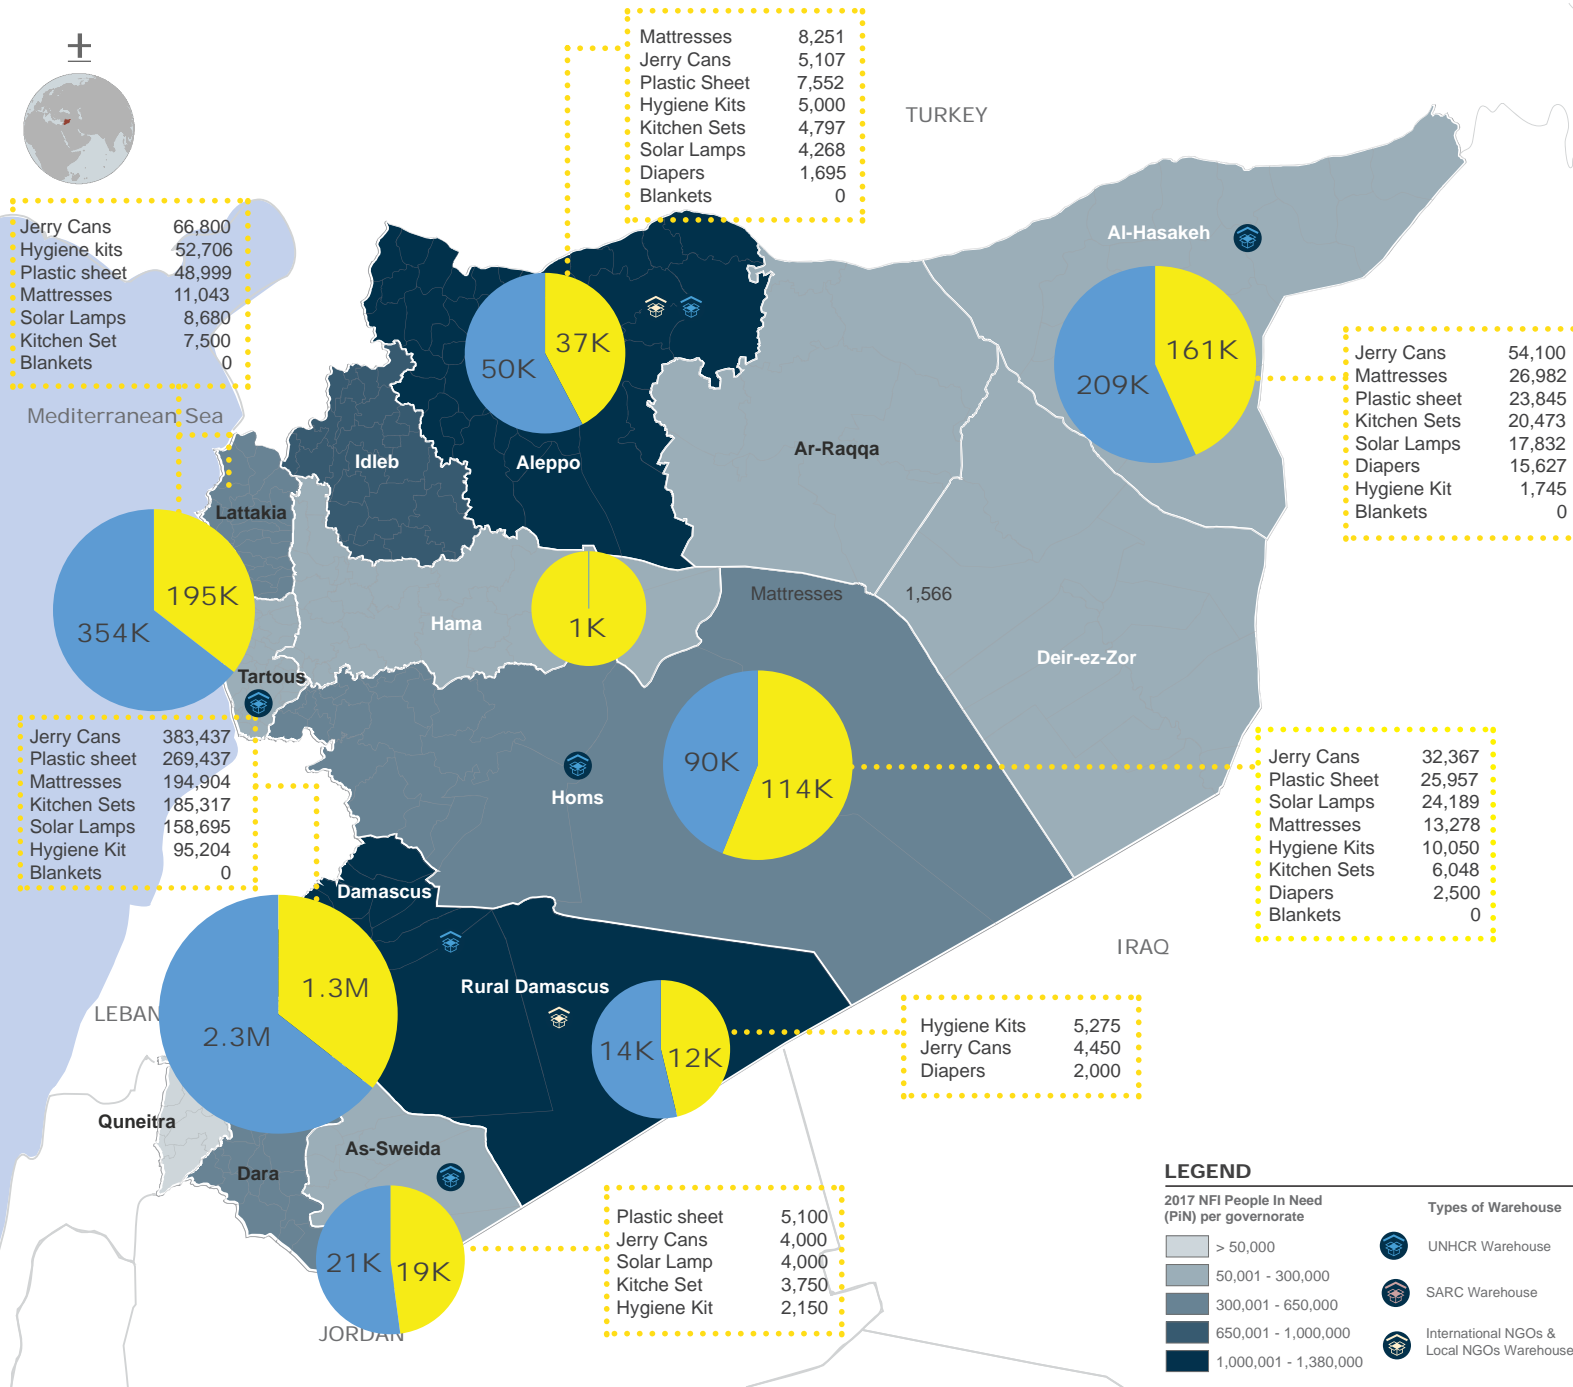 ±
Mattresses 8,251
Jerry Cans 5,107
Plastic Sheet 7,552
Hygiene Kits 5,000
Kitchen Sets 4,797
Solar Lamps 4,268
Diapers 1,695
Blankets 0
TURKEY
Jerry Cans 66,800
Hygiene kits 52,706
Plastic sheet 48,999
Mattresses 11,043
Solar Lamps 8,680
Kitchen Set 7,500
Blankets 0
Mediterranean Sea
Al-Hasakeh
37K
50K
161K
209K
Jerry Cans 54,100
Mattresses 26,982
Plastic sheet 23,845
Kitchen Sets 20,473
Solar Lamps 17,832
Diapers 15,627
Hygiene Kit 1,745
Blankets 0
Idleb
Aleppo
Ar-Raqqa
Lattakia
195K
354K
Hama
1K
Mattresses 1,566
Deir-ez-Zor
Tartous
Jerry Cans 383,437
Plastic sheet 269,437
Mattresses 194,904
Kitchen Sets 185,317
Solar Lamps 158,695
Hygiene Kit 95,204
Blankets 0
90K
114K
Homs
Jerry Cans 32,367
Plastic Sheet 25,957
Solar Lamps 24,189
Mattresses 13,278
Hygiene Kits 10,050
Kitchen Sets 6,048
Diapers 2,500
Blankets 0
Damascus
IRAQ
1.3M
2.3M
LEBAN
Rural Damascus
14K
12K
Hygiene Kits 5,275
Jerry Cans 4,450
Diapers 2,000
Quneitra
Dara
As-Sweida
21K
19K
JORDAN
Plastic sheet 5,100
Jerry Cans 4,000
Solar Lamp 4,000
Kitche Set 3,750
Hygiene Kit 2,150
LEGEND
2017 NFI People In Need
(PiN) per governorate
> 50,000
50,001 - 300,000
300,001 - 650,000
650,001 - 1,000,000
1,000,001 - 1,380,000
Types of Warehouse
UNHCR Warehouse
SARC Warehouse
International NGOs &
Local NGOs Warehouse